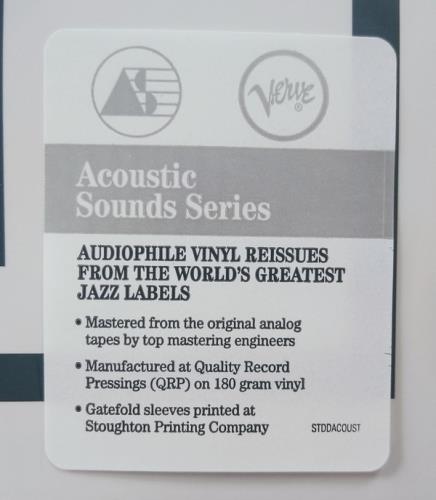 AS
Verve®
Acoustic
Sounds Series
AUDIOPHILE VINYL REISSUES
FROM THE WORLD'S GREATEST
JAZZ LABELS
• Mastered from the original analog
tapes by top mastering engineers
• Manufactured at Quality Record
Pressings (QRP) on 180 gram vinyl
• Gatefold sleeves printed at
Stoughton Printing Company STDDACOUST